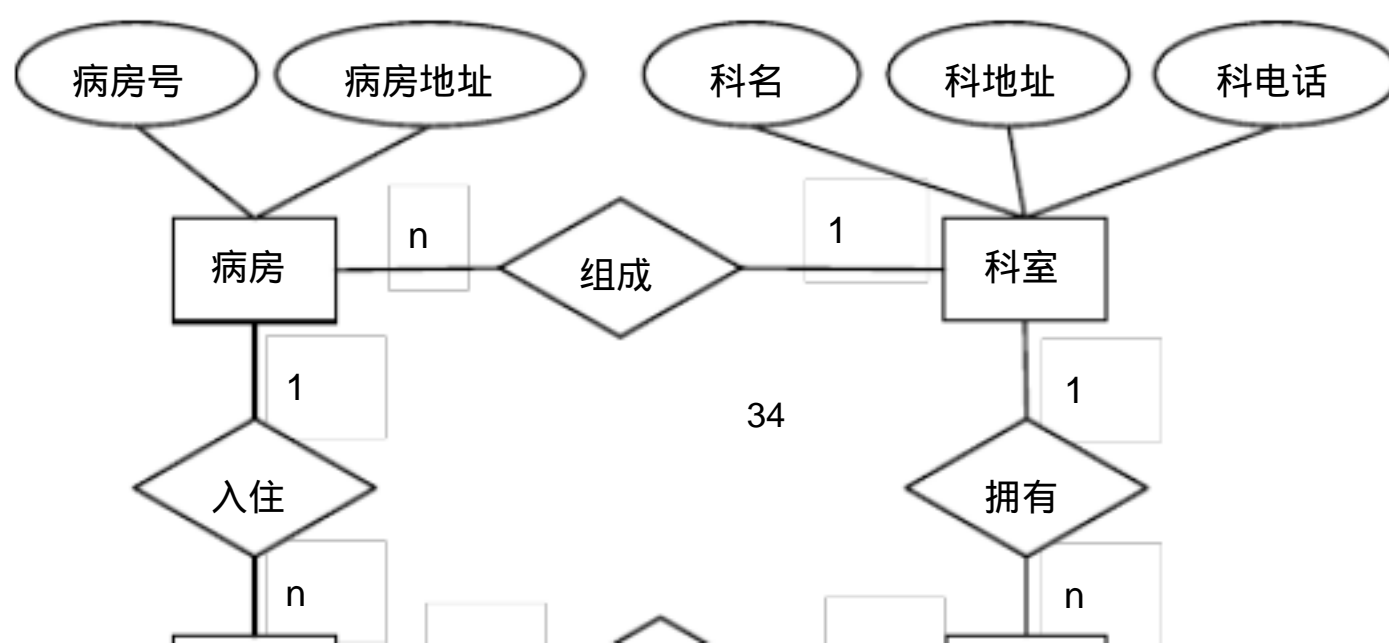 病房号 病房地址 科名 科地址 科电话
n 1
病房 组成 科室
1 1
34
入住 拥有
n n